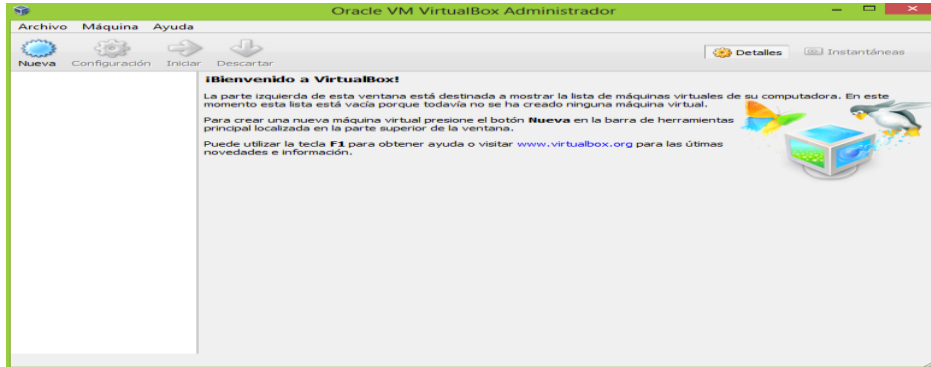 Oracle VM VirtualBox Administrador
Archivo Máquina Ayuda
Nueva Configuración Iniciar Descartar
Detalles Instantáneas
¡Bienvenido a VirtualBox!
La parte izquierda de esta ventana está destinada a mostrar la lista de máquinas virtuales de su computadora. En este
momento esta lista está vacía porque todavía no se ha creado ninguna máquina virtual.
Para crear una nueva máquina virtual presione el botón Nueva en la barra de herramientas
principal localizada en la parte superior de la ventana.
Puede utilizar la tecla F1 para obtener ayuda o visitar www.virtualbox.org para las útimas
novedades e información.